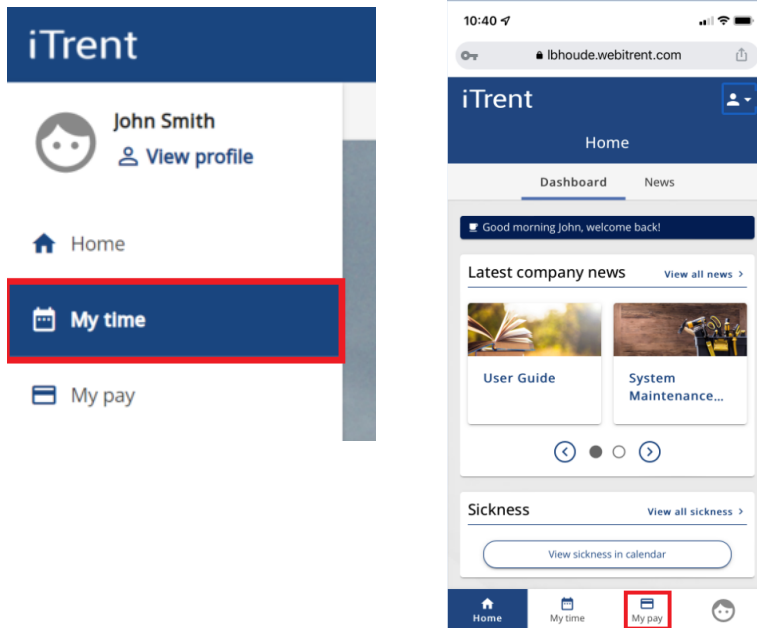 iTrent
John Smith
View profile
Home
My time
My pay
10:40
lbhoude.webitrent.com
iTrent
Home
Dashboard News
Good morning John, welcome back!
Latest company news View all news >
User Guide System
Maintenance...
Sickness View all sickness >
View sickness in calendar
Home My time My pay